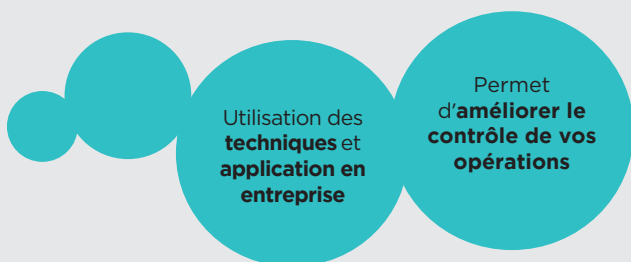 Utilisation des
techniques et
application en
entreprise
Permet
d'améliorer le
contrôle de vos
opérations